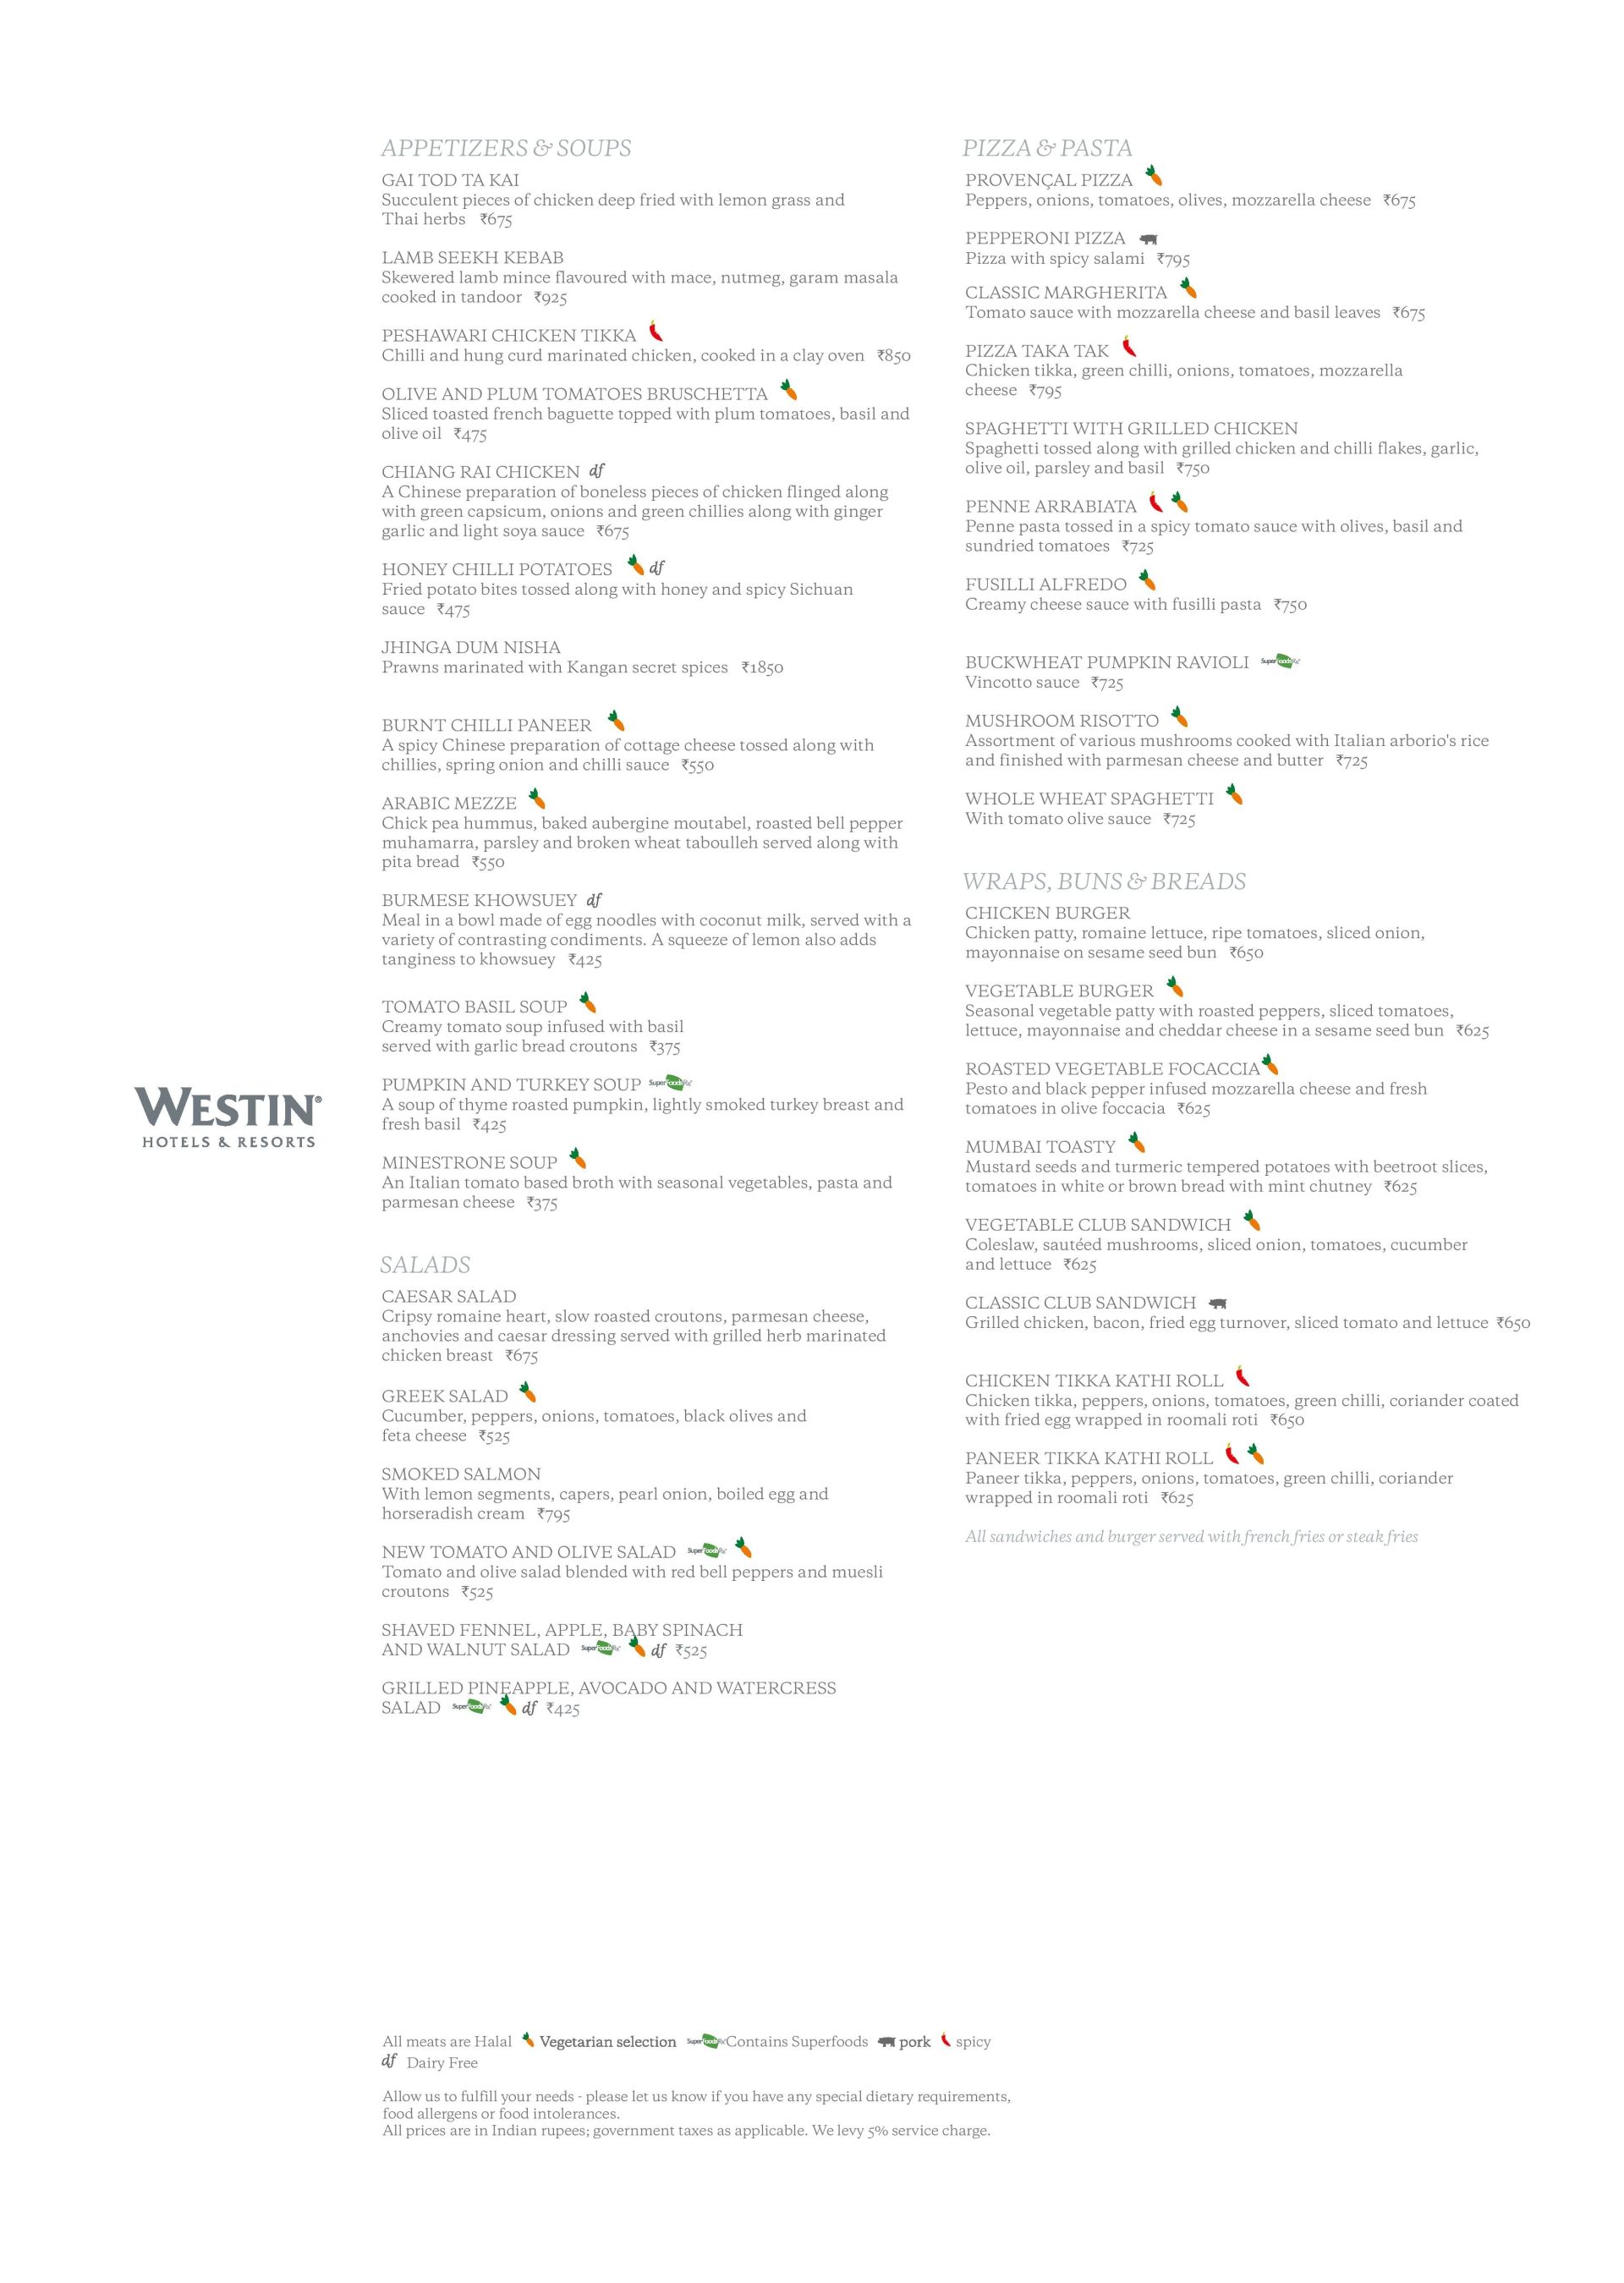 APPETIZERS & SOUPS
GAI TOD TA KAI
Succulent pieces of chicken deep fried with lemon grass and
Thai herbs ₹675
LAMB SEEKH KEBAB
Skewered lamb mince flavoured with mace, nutmeg, garam masala
cooked in tandoor ₹925
PESHAWARI CHICKEN TIKKA
Chilli and hung curd marinated chicken, cooked in a clay oven ₹850
OLIVE AND PLUM TOMATOES BRUSCHETTA
Sliced toasted french baguette topped with plum tomatoes, basil and
olive oil ₹475
CHIANG RAI CHICKEN df
A Chinese preparation of boneless pieces of chicken flinged along
with green capsicum, onions and green chillies along with ginger
garlic and light soya sauce ₹675
HONEY CHILLI POTATOES df
Fried potato bites tossed along with honey and spicy Sichuan
sauce ₹475
JHINGA DUM NISHA
Prawns marinated with Kangan secret spices ₹1850
BURNT CHILLI PANEER
A spicy Chinese preparation of cottage cheese tossed along with
chillies, spring onion and chilli sauce ₹550
ARABIC MEZZE
Chick pea hummus, baked aubergine moutabel, roasted bell pepper
muhamarra, parsley and broken wheat taboulleh served along with
pita bread ₹550
BURMESE KHOWSUEY df
Meal in a bowl made of egg noodles with coconut milk, served with a
variety of contrasting condiments. A squeeze of lemon also adds
tanginess to khowsuey ₹425
TOMATO BASIL SOUP
Creamy tomato soup infused with basil
served with garlic bread croutons ₹375
PUMPKIN AND TURKEY SOUP SuperFoodsRx
A soup of thyme roasted pumpkin, lightly smoked turkey breast and
fresh basil ₹425
MINESTRONE SOUP
An Italian tomato based broth with seasonal vegetables, pasta and
parmesan cheese ₹375
SALADS
CAESAR SALAD
Cripsy romaine heart, slow roasted croutons, parmesan cheese,
anchovies and caesar dressing served with grilled herb marinated
chicken breast ₹675
GREEK SALAD
Cucumber, peppers, onions, tomatoes, black olives and
feta cheese ₹525
SMOKED SALMON
With lemon segments, capers, pearl onion, boiled egg and
horseradish cream ₹795
NEW TOMATO AND OLIVE SALAD SuperFoodsRx
Tomato and olive salad blended with red bell peppers and muesli
croutons ₹525
SHAVED FENNEL, APPLE, BABY SPINACH
AND WALNUT SALAD SuperFoodsRx df ₹525
GRILLED PINEAPPLE, AVOCADO AND WATERCRESS
SALAD SuperFoodsRx df ₹425
PIZZA & PASTA
PROVENÇAL PIZZA
Peppers, onions, tomatoes, olives, mozzarella cheese ₹675
PEPPERONI PIZZA
Pizza with spicy salami ₹795
CLASSIC MARGHERITA
Tomato sauce with mozzarella cheese and basil leaves ₹675
PIZZA TAKA TAK
Chicken tikka, green chilli, onions, tomatoes, mozzarella
cheese ₹795
SPAGHETTI WITH GRILLED CHICKEN
Spaghetti tossed along with grilled chicken and chilli flakes, garlic,
olive oil, parsley and basil ₹750
PENNE ARRABIATA
Penne pasta tossed in a spicy tomato sauce with olives, basil and
sundried tomatoes ₹725
FUSILLI ALFREDO
Creamy cheese sauce with fusilli pasta ₹750
BUCKWHEAT PUMPKIN RAVIOLI SuperFoodsRx
Vincotto sauce ₹725
MUSHROOM RISOTTO
Assortment of various mushrooms cooked with Italian arborio's rice
and finished with parmesan cheese and butter ₹725
WHOLE WHEAT SPAGHETTI
With tomato olive sauce ₹725
WRAPS, BUNS & BREADS
CHICKEN BURGER
Chicken patty, romaine lettuce, ripe tomatoes, sliced onion,
mayonnaise on sesame seed bun ₹650
VEGETABLE BURGER
Seasonal vegetable patty with roasted peppers, sliced tomatoes,
lettuce, mayonnaise and cheddar cheese in a sesame seed bun ₹625
ROASTED VEGETABLE FOCACCIA
Pesto and black pepper infused mozzarella cheese and fresh
tomatoes in olive foccacia ₹625
MUMBAI TOASTY
Mustard seeds and turmeric tempered potatoes with beetroot slices,
tomatoes in white or brown bread with mint chutney ₹625
VEGETABLE CLUB SANDWICH
Coleslaw, sautéed mushrooms, sliced onion, tomatoes, cucumber
and lettuce ₹625
CLASSIC CLUB SANDWICH
Grilled chicken, bacon, fried egg turnover, sliced tomato and lettuce ₹650
CHICKEN TIKKA KATHI ROLL
Chicken tikka, peppers, onions, tomatoes, green chilli, coriander coated
with fried egg wrapped in roomali roti ₹650
PANEER TIKKA KATHI ROLL
Paneer tikka, peppers, onions, tomatoes, green chilli, coriander
wrapped in roomali roti ₹625
All sandwiches and burger served with french fries or steak fries
WESTIN®
HOTELS & RESORTS
All meats are Halal Vegetarian selection SuperFoodsRx Contains Superfoods pork spicy
df Dairy Free
Allow us to fulfill your needs - please let us know if you have any special dietary requirements,
food allergens or food intolerances.
All prices are in Indian rupees; government taxes as applicable. We levy 5% service charge.